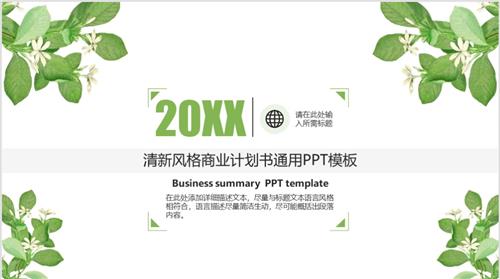 20XX
请在此处输
入所需标题
清新风格商业计划书通用PPT模板
Business summary PPT template
在此处添加详细描述文本，尽量与标题文本语言风格
相符合，语言描述尽量简洁生动，尽可能概括出段落
内容。